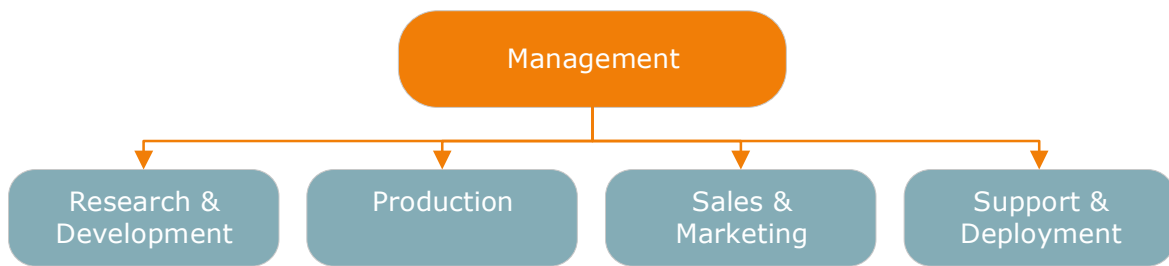 Management
Research &
Development
Production
Sales &
Marketing
Support &
Deployment